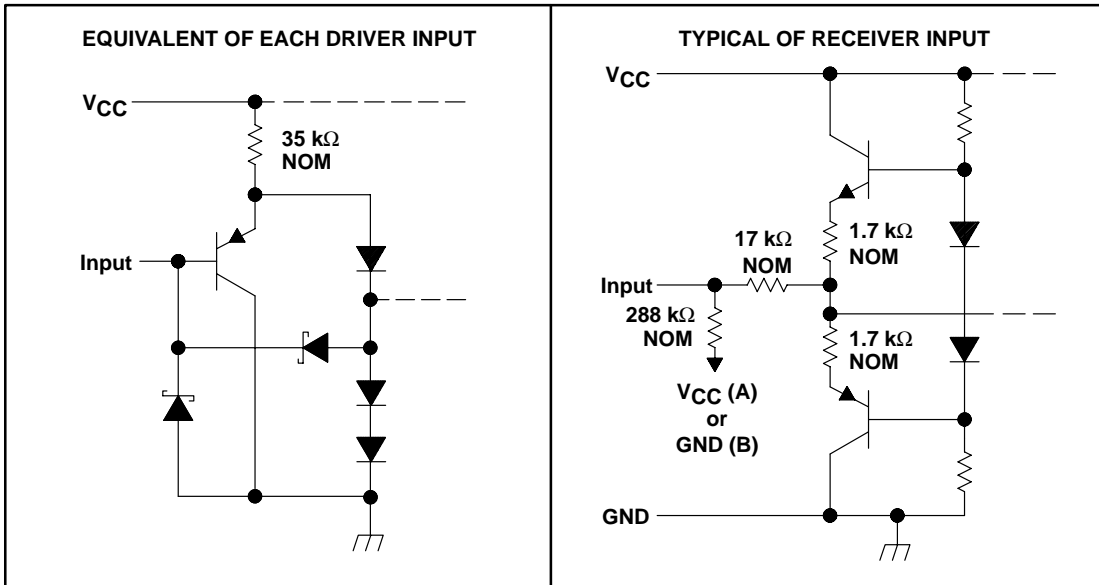 EQUIVALENT OF EACH DRIVER INPUT
VCC
35 kΩ
NOM
Input
TYPICAL OF RECEIVER INPUT
VCC
1.7 kΩ
NOM
17 kΩ
NOM
Input
288 kΩ
NOM
1.7 kΩ
NOM
VCC (A)
or
GND (B)
GND